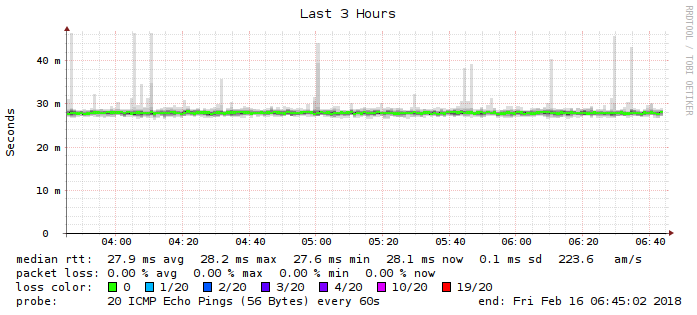 Last 3 Hours
RRDTOOL / TOBI OETIKER
Seconds
40 m
30 m
20 m
10 m
0
04:00 04:20 04:40 05:00 05:20 05:40 06:00 06:20 06:40
median rtt: 27.9 ms avg 28.2 ms max 27.6 ms min 28.1 ms now 0.1 ms sd 223.6 am/s
packet loss: 0.00 % avg 0.00 % max 0.00 % min 0.00 % now
loss color: 0 1/20 2/20 3/20 4/20 10/20 19/20
probe: 20 ICMP Echo Pings (56 Bytes) every 60s end: Fri Feb 16 06:45:02 2018